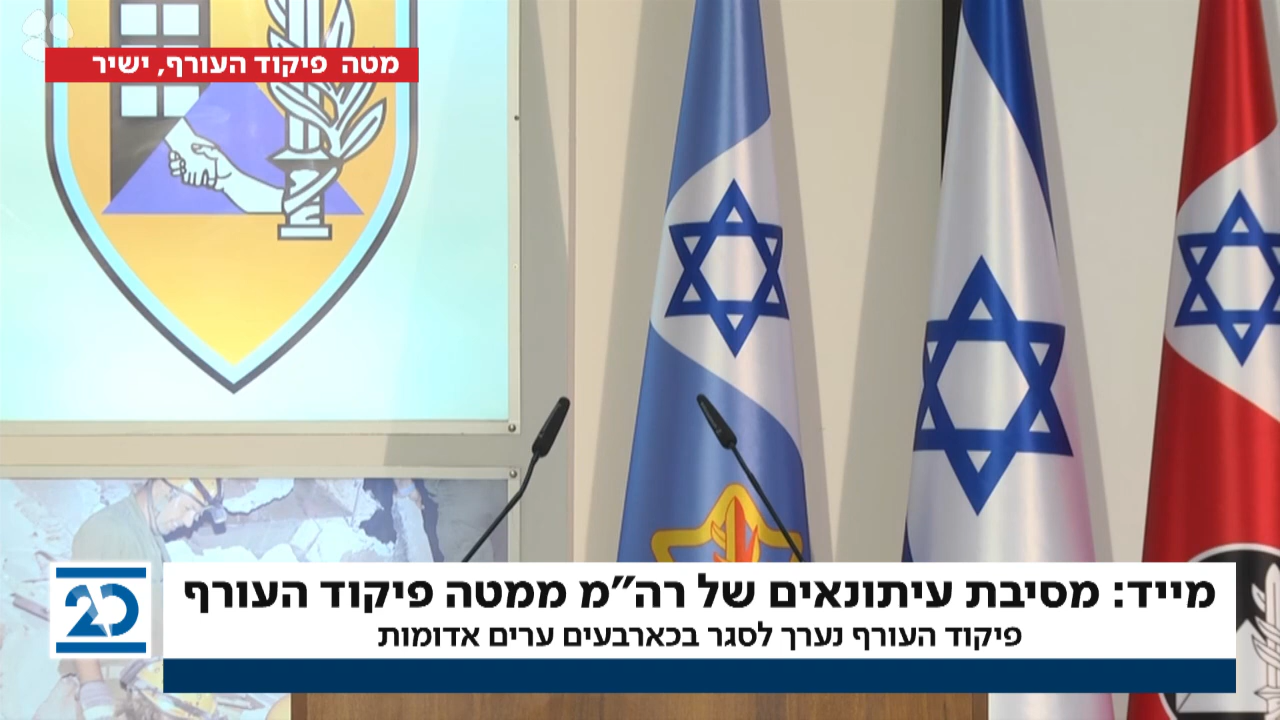 מטה פיקוד העורף, ישיר
מייד: מסיבת עיתונאים של רה"מ ממטה פיקוד העורף
פיקוד העורף נערך לסגר בכארבעים ערים אדומות
20